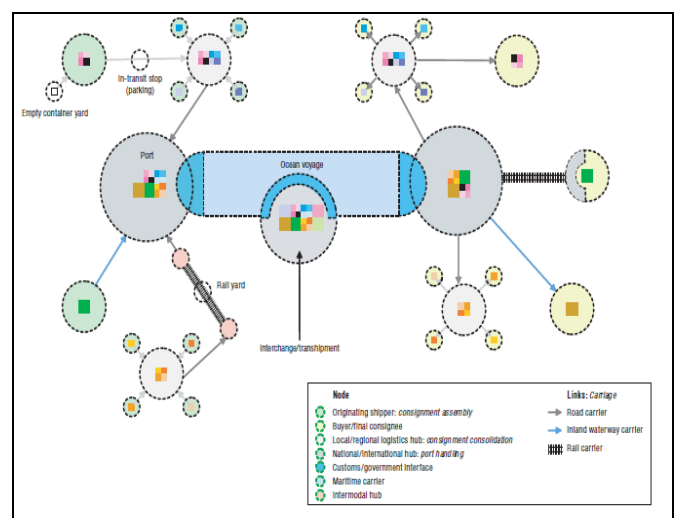 In-transit stop
(parking)
Empty container yard
Port
Ocean voyage
Rail yard
Interchange/transhipment
Node
Originating shipper: consignment assembly
Buyer/final consignee
Local/regional logistics hub: consignment consolidation
National/international hub: port handling
Customs/government interface
Maritime carrier
Intermodal hub
Links: Carriage
Road carrier
Inland waterway carrier
Rail carrier